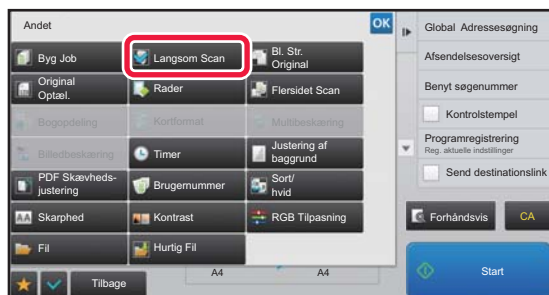 Andet
OK
Byg Job
Langsom Scan
Bl. Str.
Original
Original
Optæl.
Rader
Flersidet Scan
Bogopdeling
Kortformat
Multibeskæring
Billedbeskæring
Timer
Justering af
baggrund
PDF Skævheds-
justering
Brugernummer
Sort/
hvid
AA
Skarphed
Kontrast
RGB Tilpasning
Fil
Hurtig Fil
Tilbage
A4
A4
Global Adressesøgning
Afsendelsesoversigt
Benyt søgenummer
Kontrolstempel
Programregistrering
Reg. aktuelle indstillinger
Send destinationslink
Forhåndsvis
CA
Start